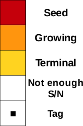 Seed
Growing
Terminal
Not enough
S/N
Tag